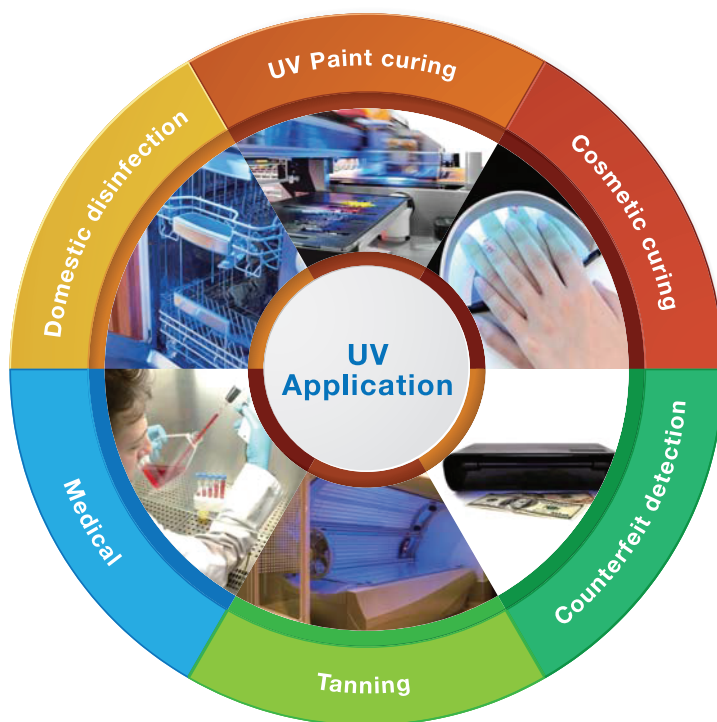 UV Paint curing
Cosmetic curing
Counterfeit detection
Tanning
Medical
Domestic disinfection
UV
Application